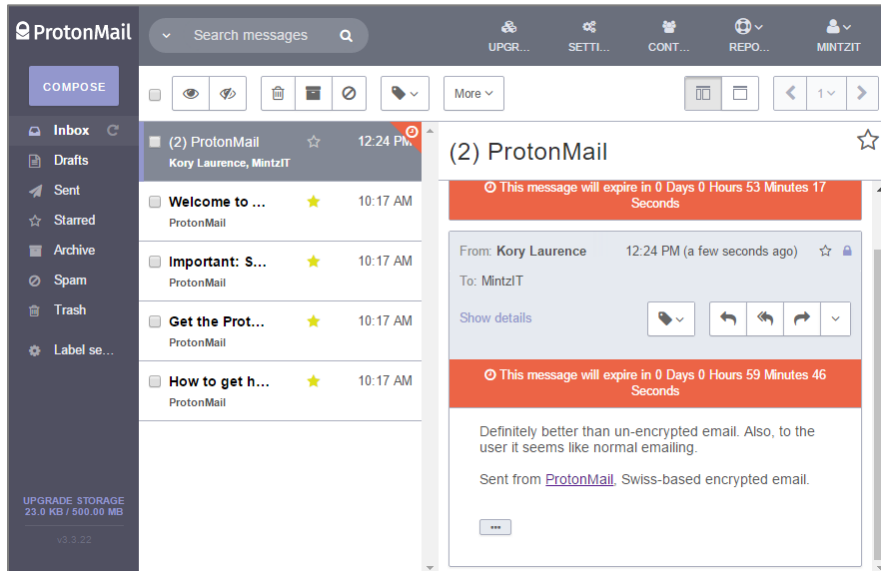 ProtonMail
Search messages
UPGR...
SETTI...
CONT...
REPO...
MINTZIT
COMPOSE
Inbox
Drafts
Sent
Starred
Archive
Spam
Trash
Label se...
UPGRADE STORAGE
23.0 KB / 500.00 MB
v3.3.22
More
1
(2) ProtonMail 12:24 PM
Kory Laurence, MintzIT
Welcome to ... 10:17 AM
ProtonMail
Important: S... 10:17 AM
ProtonMail
Get the Prot... 10:17 AM
ProtonMail
How to get h... 10:17 AM
ProtonMail
(2) ProtonMail
This message will expire in 0 Days 0 Hours 53 Minutes 17
Seconds
From: Kory Laurence 12:24 PM (a few seconds ago)
To: MintzIT
Show details
This message will expire in 0 Days 0 Hours 59 Minutes 46
Seconds
Definitely better than un-encrypted email. Also, to the
user it seems like normal emailing.
Sent from ProtonMail, Swiss-based encrypted email.